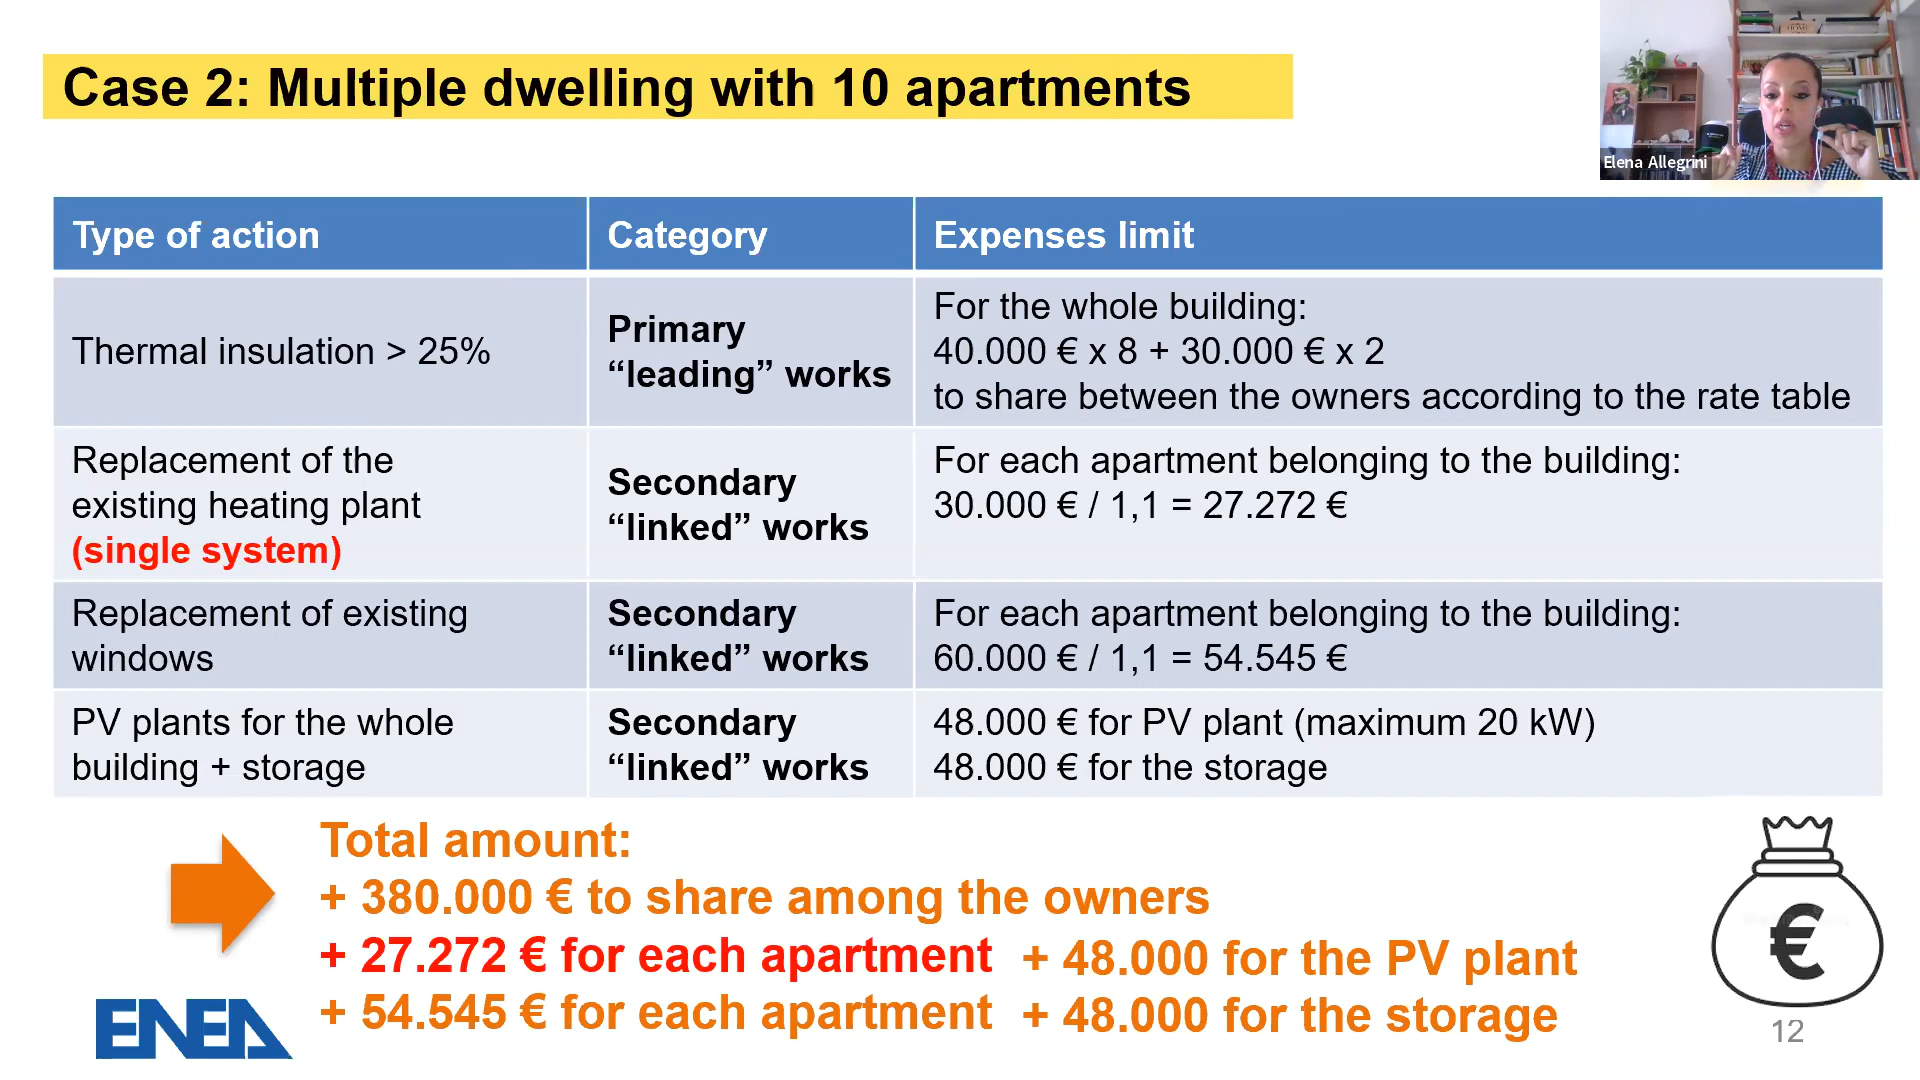 Case 2: Multiple dwelling with 10 apartments
Elena Allegrini
Type of action
Category
Expenses limit
Thermal insulation > 25%
Primary
“leading” works
For the whole building:
40.000 € x 8 + 30.000 € x 2
to share between the owners according to the rate table
Replacement of the
existing heating plant
(single system)
Secondary
“linked” works
For each apartment belonging to the building:
30.000 € / 1,1 = 27.272 €
Replacement of existing
windows
Secondary
“linked” works
For each apartment belonging to the building:
60.000 € / 1,1 = 54.545 €
PV plants for the whole
building + storage
Secondary
“linked” works
48.000 € for PV plant (maximum 20 kW)
48.000 € for the storage
Total amount:
+ 380.000 € to share among the owners
+ 27.272 € for each apartment + 48.000 for the PV plant
+ 54.545 € for each apartment + 48.000 for the storage
€
ENEA
12